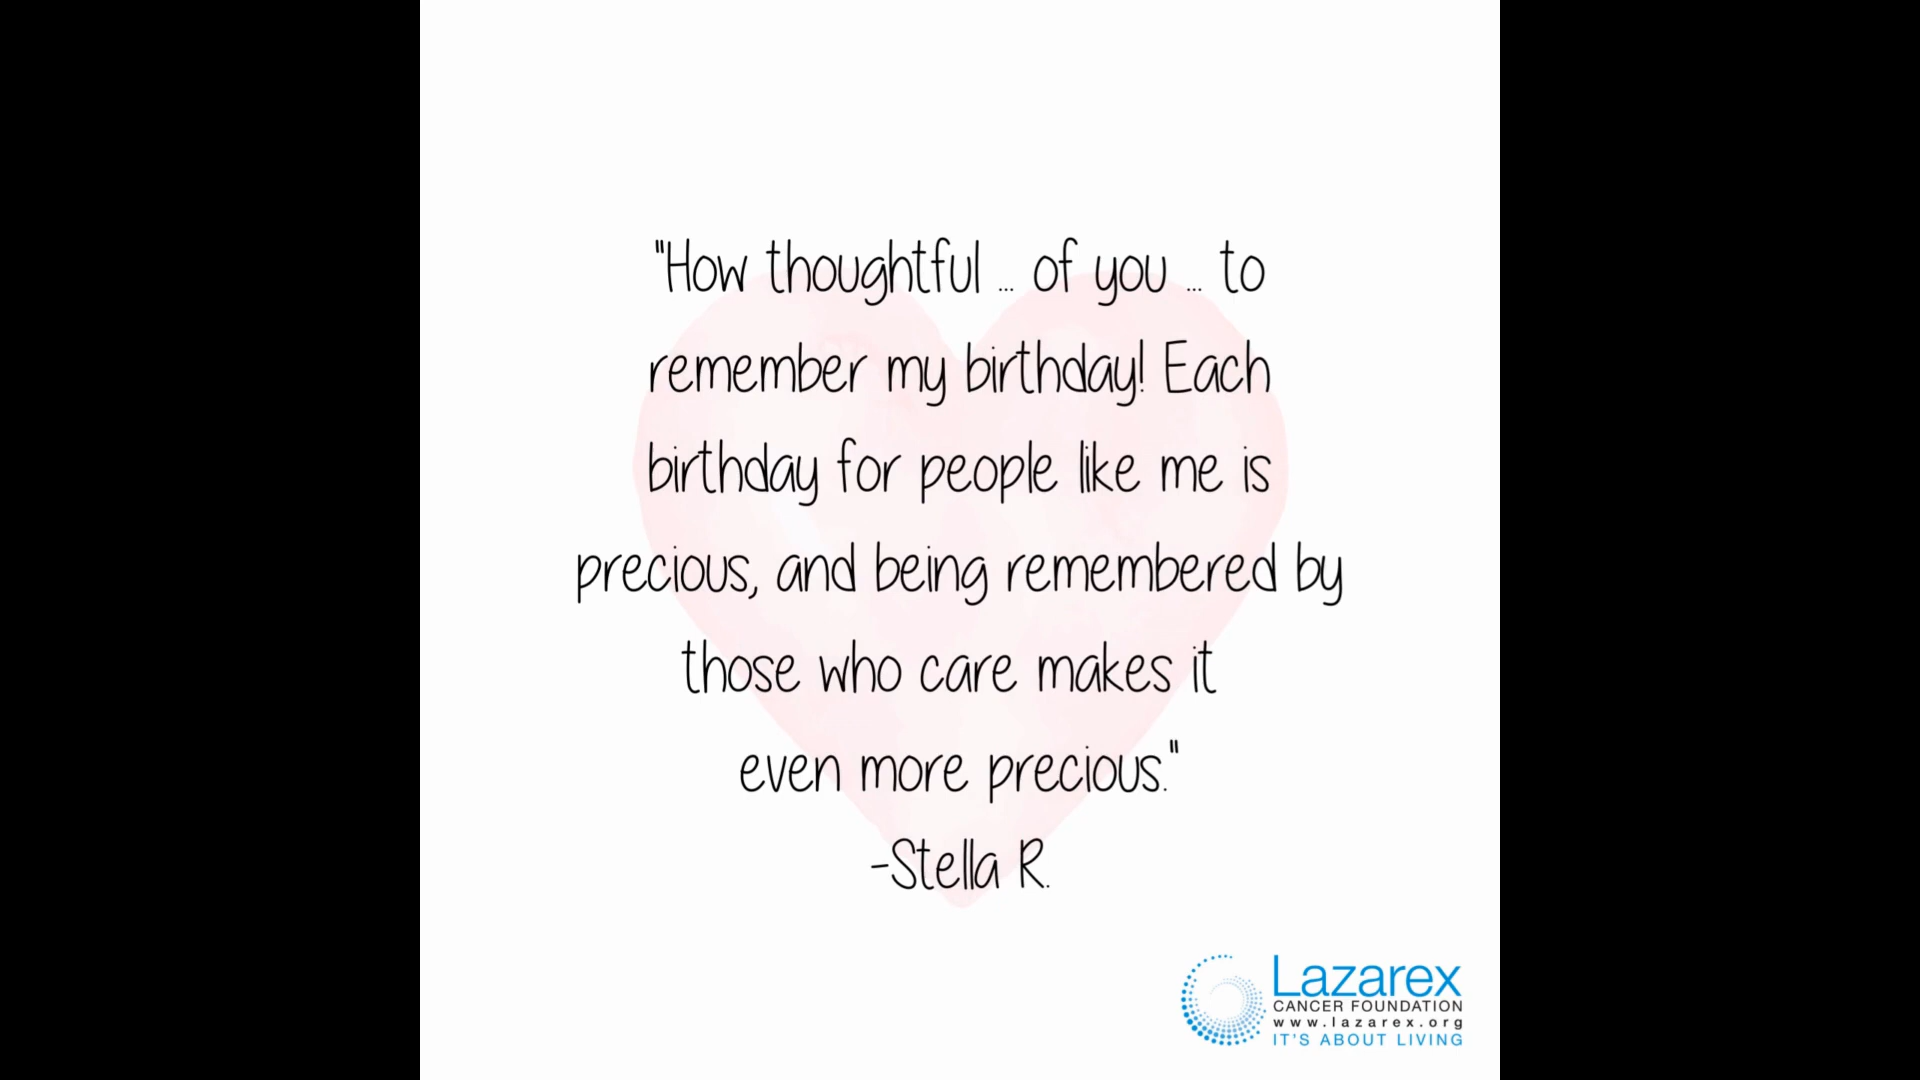 "How thoughtful ... of you ... to
remember my birthday! Each
birthday for people like me is
precious, and being remembered by
those who care makes it
even more precious."
-Stella R.
Lazarex
CANCER FOUNDATION
www.lazarex.org
IT'S ABOUT LIVING